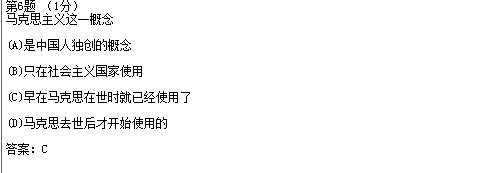 第6题 （1分）
马克思主义这一概念
(A)是中国人独创的概念
(B)只在社会主义国家使用
(C)早在马克思在世时就已经使用了
(D)马克思去世后才开始使用的
答案：C